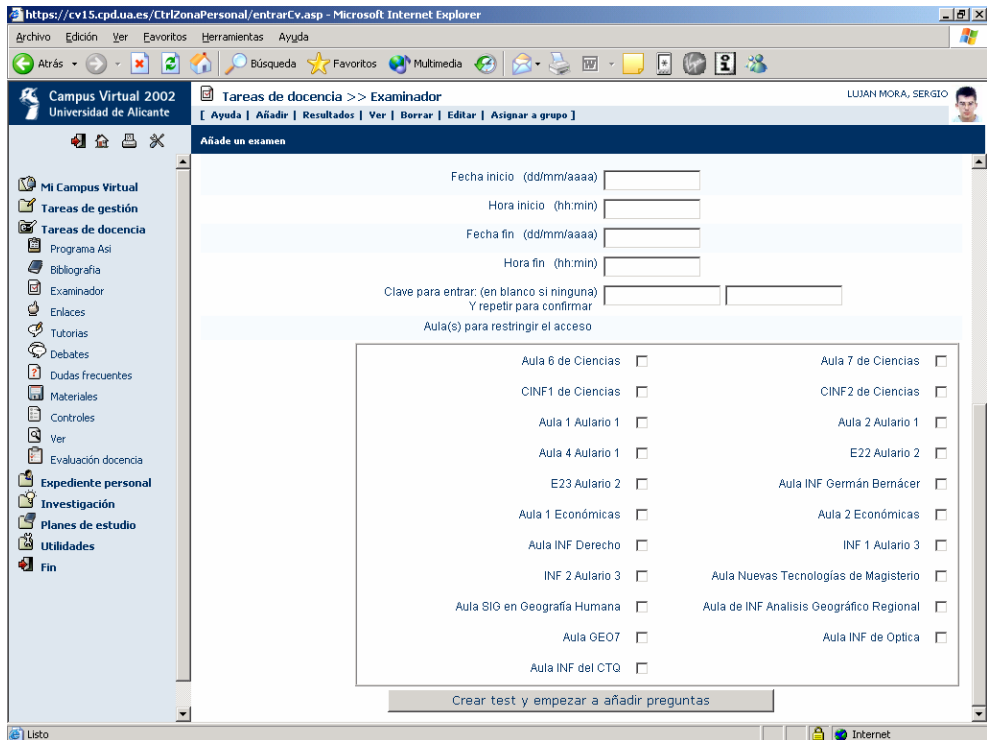 https://cv15.cpd.ua.es/CtrlZonaPersonal/entrarCv.asp - Microsoft Internet Explorer
Archivo Edición Ver Favoritos Herramientas Ayuda
Atrás Búsqueda Favoritos Multimedia
Campus Virtual 2002
Universidad de Alicante
Tareas de docencia >> Examinador
LUJAN MORA, SERGIO
[ Ayuda | Añadir | Resultados | Ver | Borrar | Editar | Asignar a grupo ]
Añade un examen
Mi Campus Virtual
Tareas de gestión
Tareas de docencia
Programa Asi
Bibliografia
Examinador
Enlaces
Tutorias
Debates
Dudas frecuentes
Materiales
Controles
Ver
Evaluación docencia
Expediente personal
Investigación
Planes de estudio
Utilidades
Fin
Fecha inicio (dd/mm/aaaa)
Hora inicio (hh:min)
Fecha fin (dd/mm/aaaa)
Hora fin (hh:min)
Clave para entrar: (en blanco si ninguna)
Y repetir para confirmar
Aula(s) para restringir el acceso
Aula 6 de Ciencias Aula 7 de Ciencias
CINF1 de Ciencias CINF2 de Ciencias
Aula 1 Aulario 1 Aula 2 Aulario 1
Aula 4 Aulario 1 E22 Aulario 2
E23 Aulario 2 Aula INF Germán Bernácer
Aula 1 Económicas Aula 2 Económicas
Aula INF Derecho INF 1 Aulario 3
INF 2 Aulario 3 Aula Nuevas Tecnologías de Magisterio
Aula SIG en Geografía Humana Aula de INF Analisis Geográfico Regional
Aula GEO7 Aula INF de Optica
Aula INF del CTQ
Crear test y empezar a añadir preguntas
Listo Internet